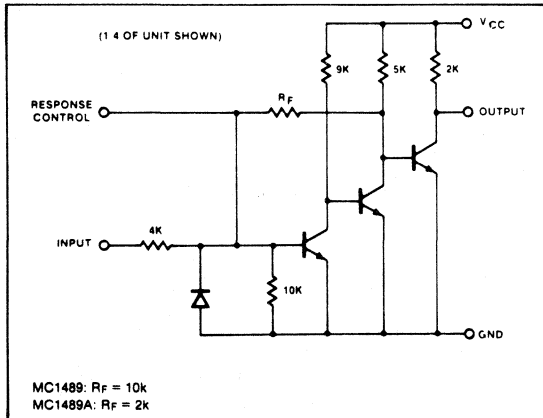 (1 4 OF UNIT SHOWN)
VCC
9K
5K
2K
RF
RESPONSE
CONTROL
OUTPUT
4K
INPUT
10K
GND
MC1489: RF = 10k
MC1489A: RF = 2k